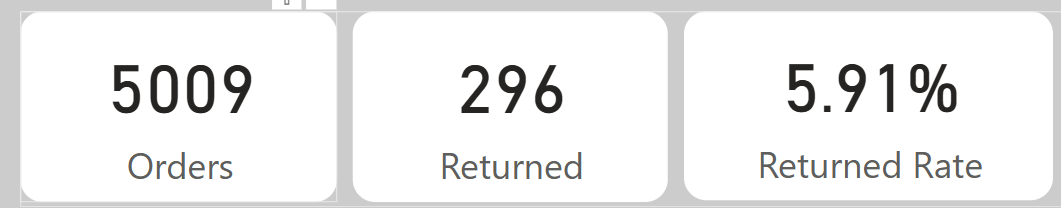 5009
Orders
296
Returned
5.91%
Returned Rate